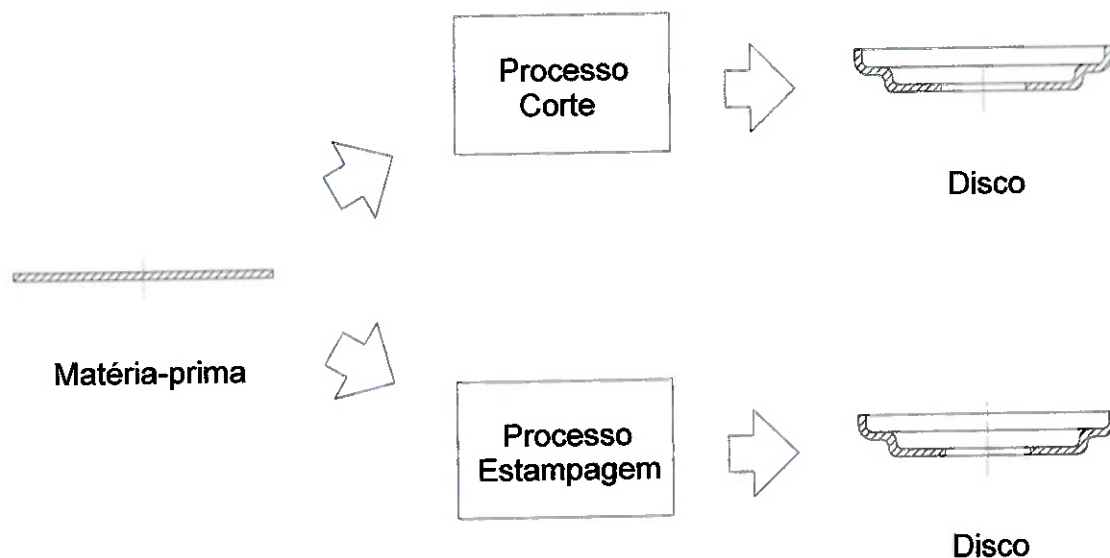 Processo
Corte
Disco
Matéria-prima
Processo
Estampagem
Disco